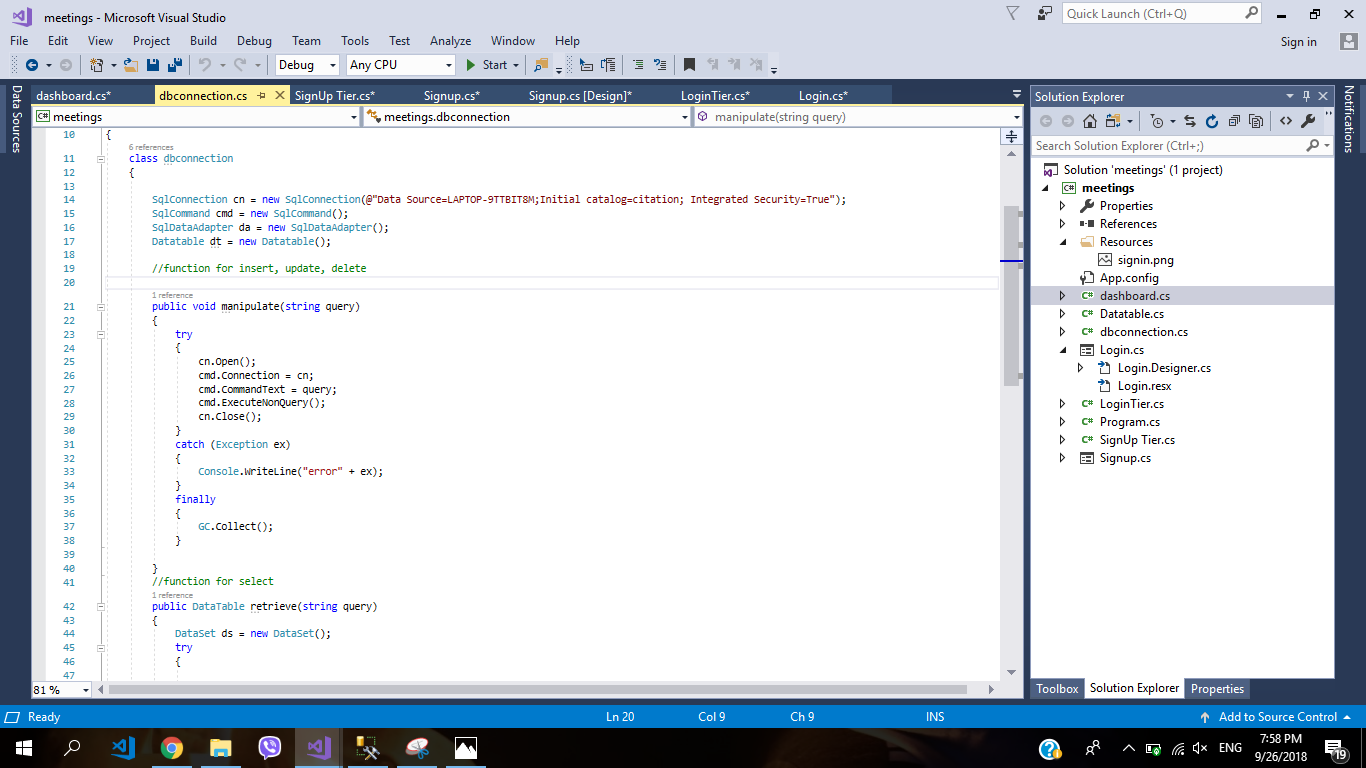 meetings - Microsoft Visual Studio
Quick Launch (Ctrl+Q)
File Edit View Project Build Debug Team Tools Test Analyze Window Help
Sign in
Debug Any CPU Start
Data Sources
dashboard.cs* dbconnection.cs SignUp Tier.cs* Signup.cs* Signup.cs [Design]* LoginTier.cs* Login.cs*
meetings meetings.dbconnection manipulate(string query)
10 {
6 references
11 class dbconnection
12 {
13
14 SqlConnection cn = new SqlConnection(@"Data Source=LAPTOP-9TTBIT8M;Initial catalog=citation; Integrated Security=True");
15 SqlCommand cmd = new SqlCommand();
16 SqlDataAdapter da = new SqlDataAdapter();
17 Datatable dt = new Datatable();
18
19 //function for insert, update, delete
20
1 reference
21 public void manipulate(string query)
22 {
23 try
24 {
25 cn.Open();
26 cmd.Connection = cn;
27 cmd.CommandText = query;
28 cmd.ExecuteNonQuery();
29 cn.Close();
30 }
31 catch (Exception ex)
32 {
33 Console.WriteLine("error" + ex);
34 }
35 finally
36 {
37 GC.Collect();
38 }
39
40 }
41 //function for select
1 reference
42 public DataTable retrieve(string query)
43 {
44 DataSet ds = new DataSet();
45 try
46 {
47
81 %
Solution Explorer
Search Solution Explorer (Ctrl+;)
Solution 'meetings' (1 project)
C# meetings
Properties
References
Resources
signin.png
App.config
C# dashboard.cs
C# Datatable.cs
C# dbconnection.cs
Login.cs
Login.Designer.cs
Login.resx
C# LoginTier.cs
C# Program.cs
C# SignUp Tier.cs
Signup.cs
Toolbox Solution Explorer Properties
Notifications
Ready Ln 20 Col 9 Ch 9 INS Add to Source Control
ENG
7:58 PM
9/26/2018
19